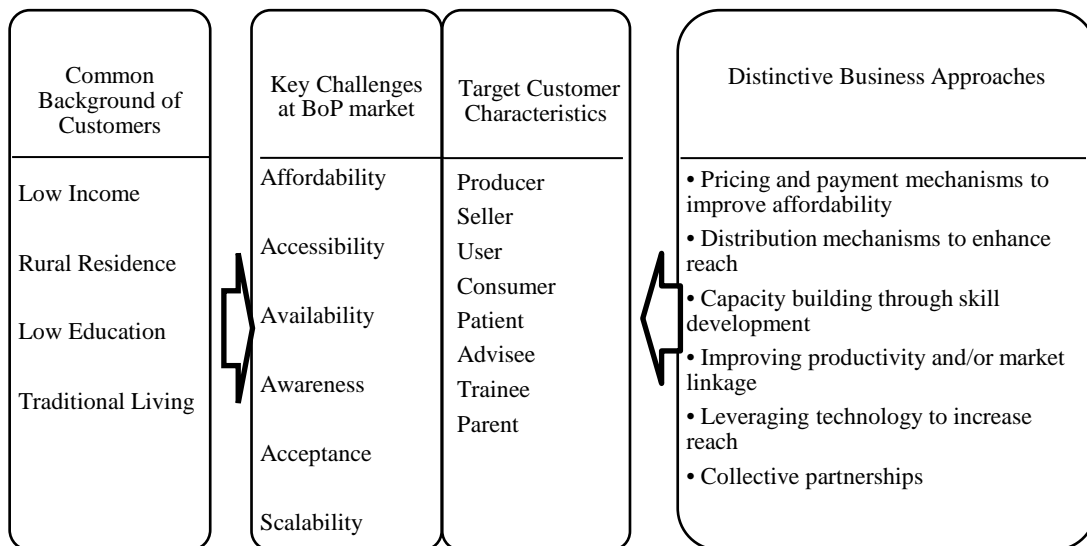 Common
Background of
Customers
Low Income
Rural Residence
Low Education
Traditional Living
Key Challenges
at BoP market
Affordability
Accessibility
Availability
Awareness
Acceptance
Scalability
Target Customer
Characteristics
Producer
Seller
User
Consumer
Patient
Advisee
Trainee
Parent
Distinctive Business Approaches
• Pricing and payment mechanisms to
improve affordability
• Distribution mechanisms to enhance
reach
• Capacity building through skill
development
• Improving productivity and/or market
linkage
• Leveraging technology to increase
reach
• Collective partnerships